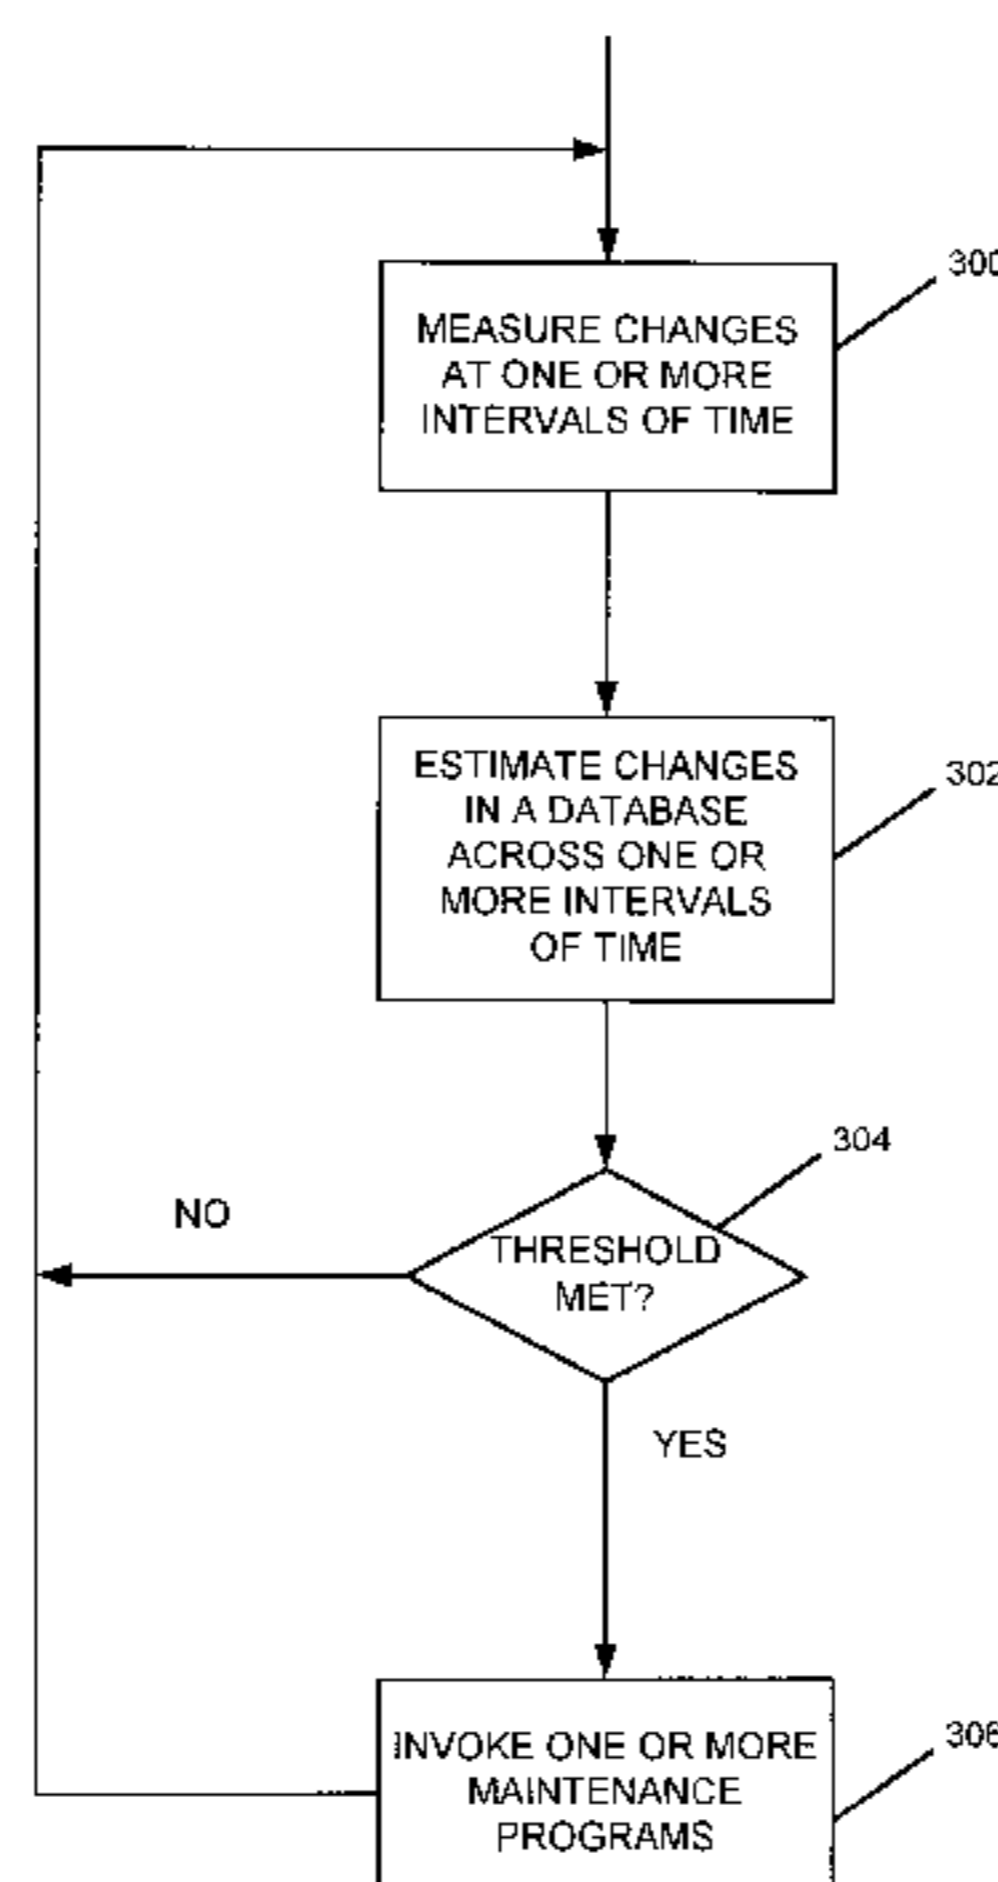 300
MEASURE CHANGES
AT ONE OR MORE
INTERVALS OF TIME
302
ESTIMATE CHANGES
IN A DATABASE
ACROSS ONE OR
MORE INTERVALS
OF TIME
304
NO
THRESHOLD
MET?
YES
306
INVOKE ONE OR MORE
MAINTENANCE
PROGRAMS